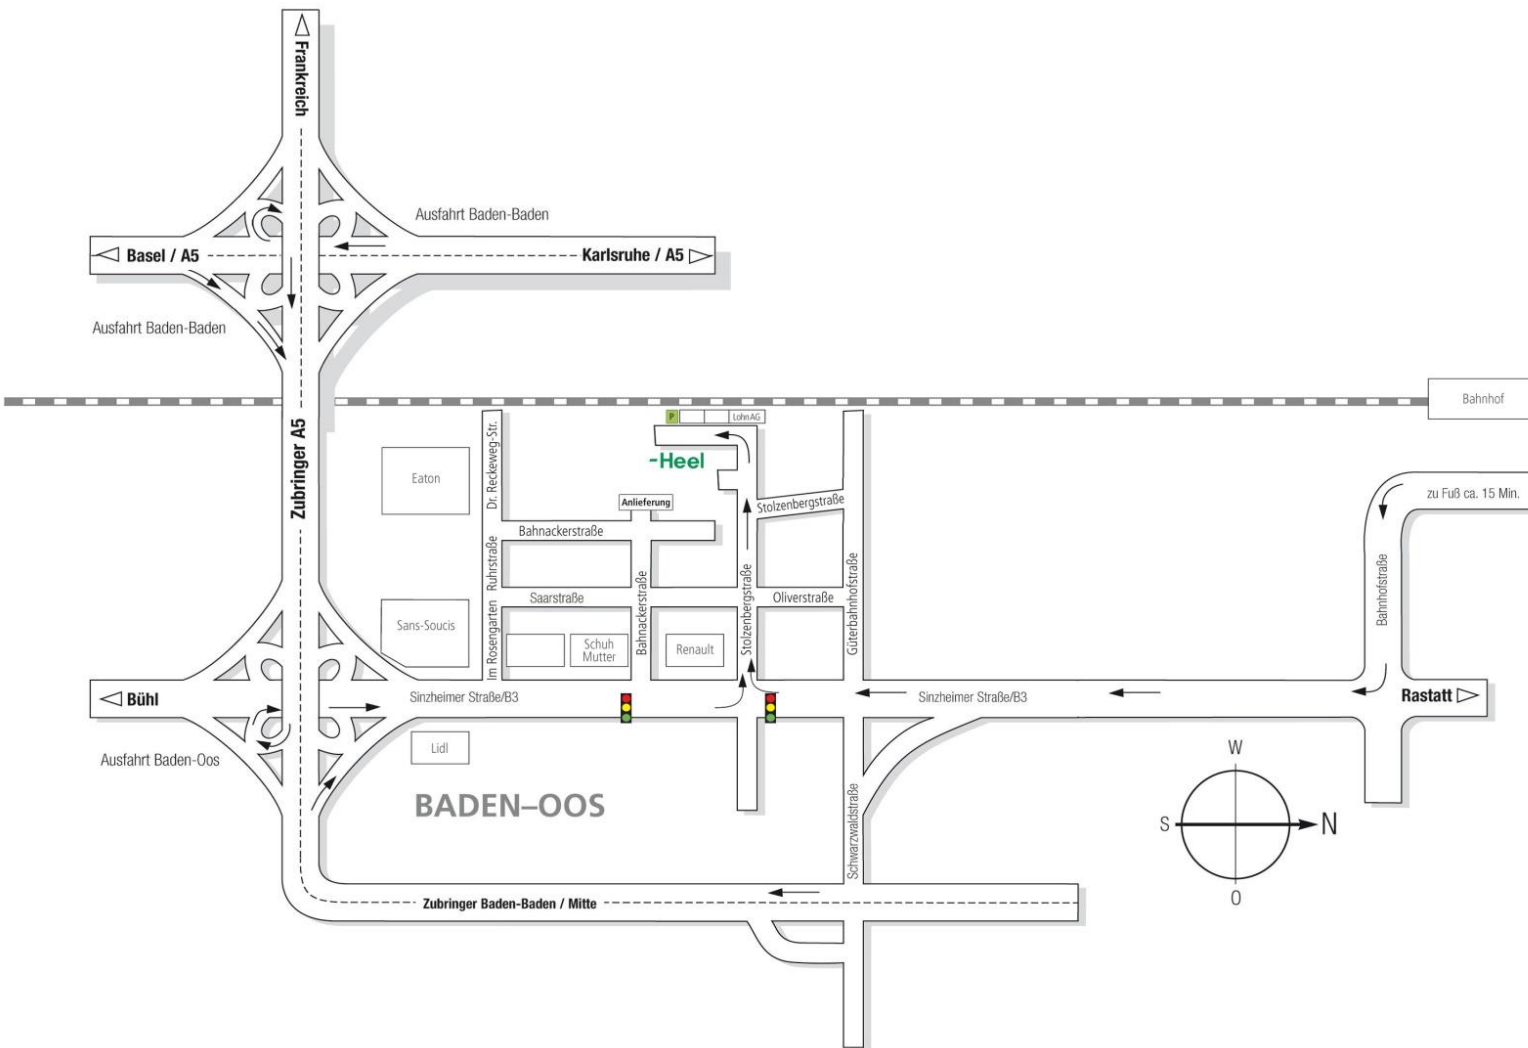 Frankreich
Ausfahrt Baden-Baden
Basel / A5
Karlsruhe / A5
Ausfahrt Baden-Baden
Zubringer A5
Bahnhof
P
LohnAG
-Heel
Eaton
Dr. Reckeweg-Str.
Anlieferung
Stolzenbergstraße
zu Fuß ca. 15 Min.
Bahnackerstraße
Ruhrstraße
Bahnackerstraße
Stolzenbergstraße
Güterbahnhofstraße
Bahnhofstraße
Saarstraße
Oliverstraße
Sans-Soucis
Im Rosengarten
Schuh
Mutter
Renault
Bühl
Sinzheimer Straße/B3
Sinzheimer Straße/B3
Rastatt
Ausfahrt Baden-Oos
Lidl
BADEN–OOS
Schwarzwaldstraße
W
S
N
O
Zubringer Baden-Baden / Mitte